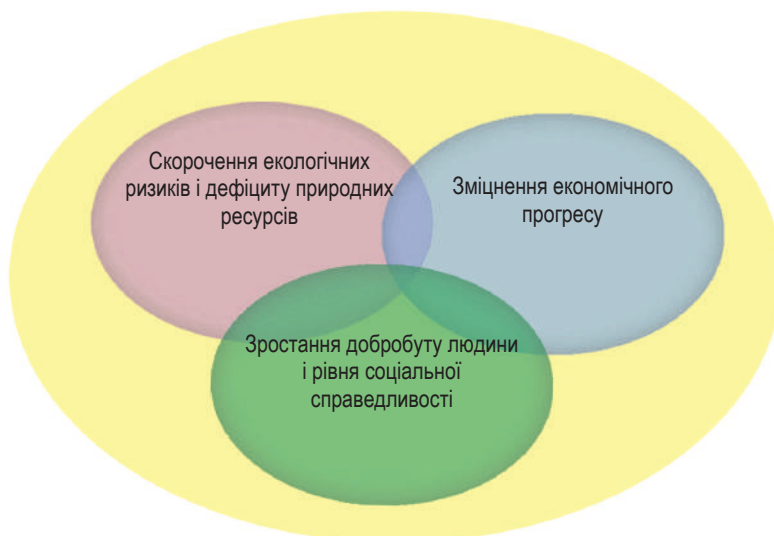 Скорочення екологічних
ризиків і дефіциту природних
ресурсів
Зміцнення економічного
прогресу
Зростання добробуту людини
і рівня соціальної
справедливості